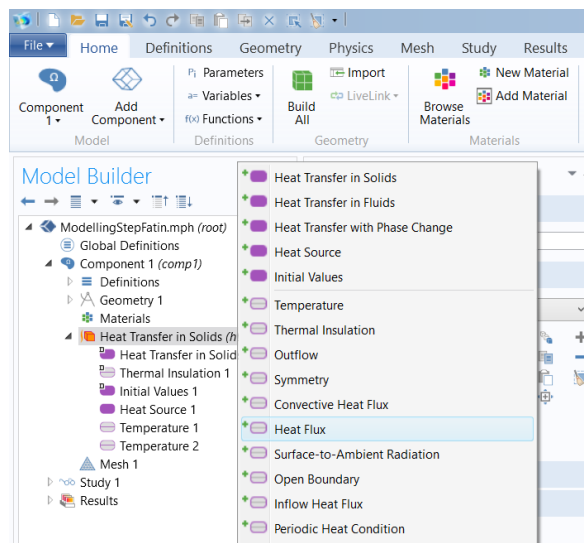 File Home Definitions Geometry Physics Mesh Study Results
Component 1
Add Component
Model
Pi Parameters
a= Variables
f(x) Functions
Definitions
Build All
Import
LiveLink
Geometry
Browse Materials
New Material
Add Material
Materials
Model Builder
ModellingStepFatin.mph (root)
Global Definitions
Component 1 (comp1)
Definitions
Geometry 1
Materials
Heat Transfer in Solids (h
Heat Transfer in Solid
Thermal Insulation 1
Initial Values 1
Heat Source 1
Temperature 1
Temperature 2
Mesh 1
Study 1
Results
Heat Transfer in Solids
Heat Transfer in Fluids
Heat Transfer with Phase Change
Heat Source
Initial Values
Temperature
Thermal Insulation
Outflow
Symmetry
Convective Heat Flux
Heat Flux
Surface-to-Ambient Radiation
Open Boundary
Inflow Heat Flux
Periodic Heat Condition